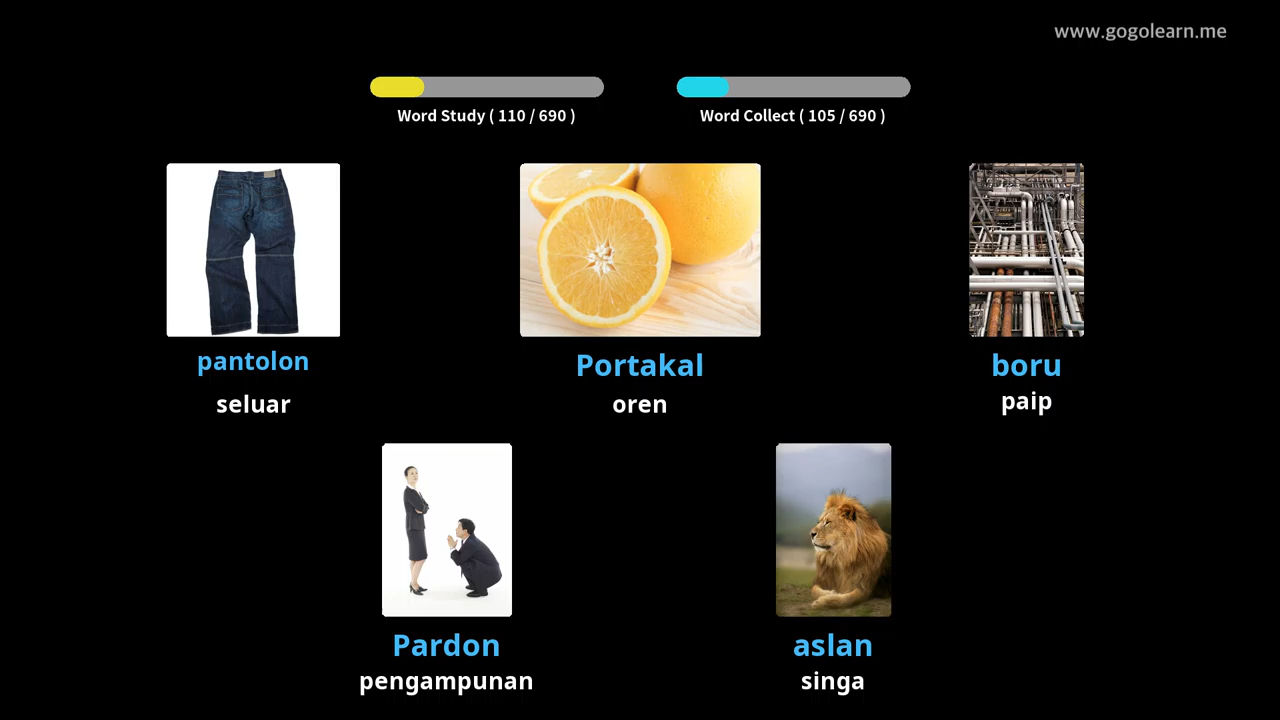 www.gogolearn.me
Word Study ( 110 / 690 )
Word Collect ( 105 / 690 )
pantolon
seluar
Portakal
oren
boru
paip
Pardon
pengampunan
aslan
singa